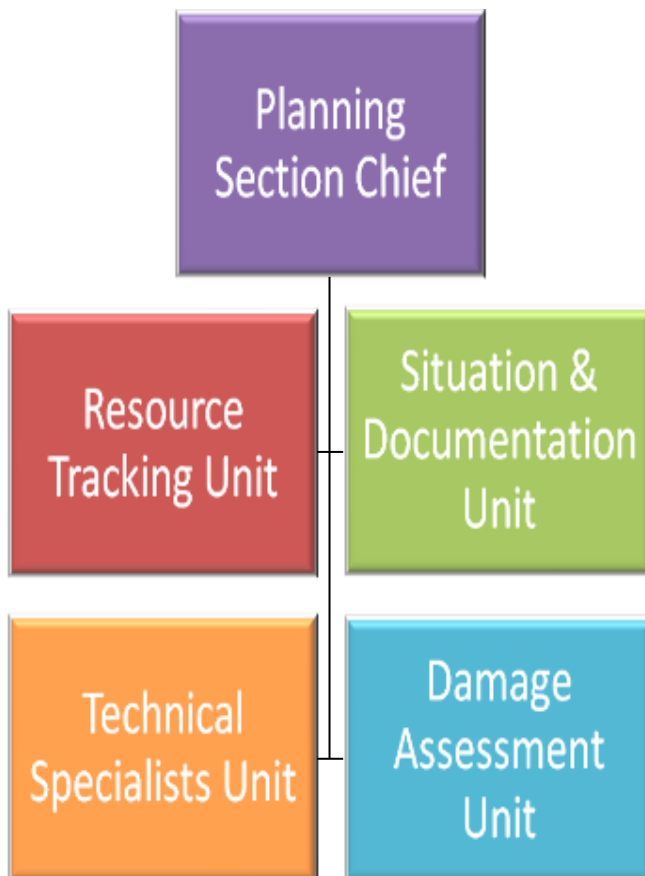 Planning
Section Chief
Resource
Tracking Unit
Situation &
Documentation
Unit
Technical
Specialists Unit
Damage
Assessment
Unit